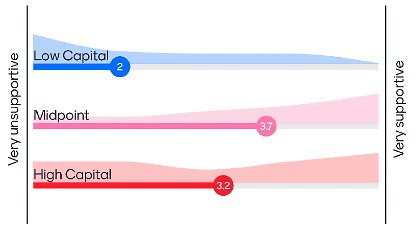 Very unsupportive
Low Capital
2
Midpoint
3.7
High Capital
3.2
Very supportive